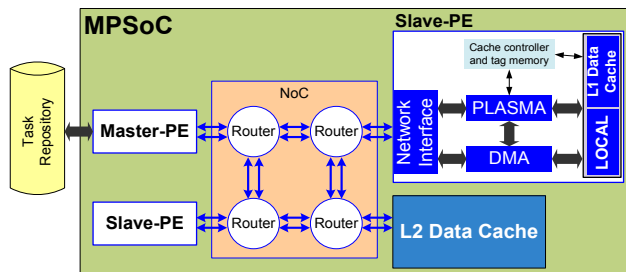 MPSoC
Slave-PE
Cache controller
and tag memory
L1 Data
Cache
NoC
Task
Repository
Master-PE
Router
Router
Network
Interface
PLASMA
DMA
LOCAL
Slave-PE
Router
Router
L2 Data Cache